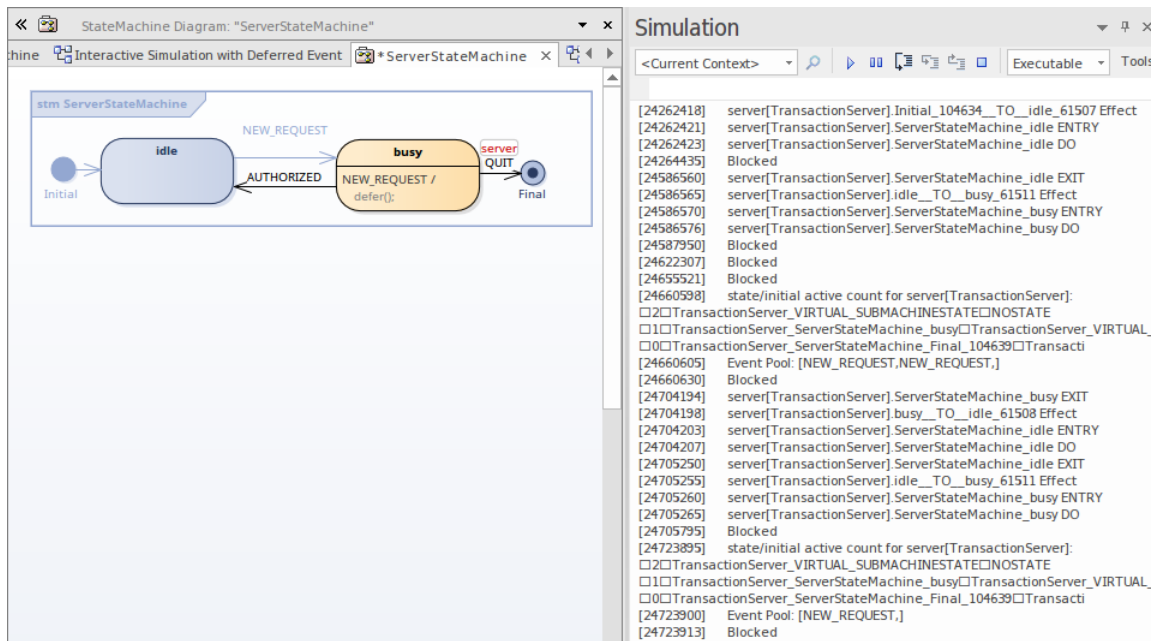 StateMachine Diagram: "ServerStateMachine"
hine
Interactive Simulation with Deferred Event
*ServerStateMachine
stm ServerStateMachine
NEW_REQUEST
idle
busy
server
QUIT
AUTHORIZED
NEW_REQUEST /
defer();
Initial
Final
Simulation
<Current Context>
Executable
Tools
[24262418] server[TransactionServer].Initial_104634__TO__idle_61507 Effect
[24262421] server[TransactionServer].ServerStateMachine_idle ENTRY
[24262423] server[TransactionServer].ServerStateMachine_idle DO
[24264435] Blocked
[24586560] server[TransactionServer].ServerStateMachine_idle EXIT
[24586565] server[TransactionServer].idle__TO__busy_61511 Effect
[24586570] server[TransactionServer].ServerStateMachine_busy ENTRY
[24586576] server[TransactionServer].ServerStateMachine_busy DO
[24587950] Blocked
[24622307] Blocked
[24655521] Blocked
[24660598] state/initial active count for server[TransactionServer]:
□2□TransactionServer_VIRTUAL_SUBMACHINESTATE□NOSTATE
□1□TransactionServer_ServerStateMachine_busy□TransactionServer_VIRTUAL_
□0□TransactionServer_ServerStateMachine_Final_104639□Transacti
[24660605] Event Pool: [NEW_REQUEST,NEW_REQUEST,]
[24660630] Blocked
[24704194] server[TransactionServer].ServerStateMachine_busy EXIT
[24704198] server[TransactionServer].busy__TO__idle_61508 Effect
[24704203] server[TransactionServer].ServerStateMachine_idle ENTRY
[24704207] server[TransactionServer].ServerStateMachine_idle DO
[24705250] server[TransactionServer].ServerStateMachine_idle EXIT
[24705255] server[TransactionServer].idle__TO__busy_61511 Effect
[24705260] server[TransactionServer].ServerStateMachine_busy ENTRY
[24705265] server[TransactionServer].ServerStateMachine_busy DO
[24705795] Blocked
[24723895] state/initial active count for server[TransactionServer]:
□2□TransactionServer_VIRTUAL_SUBMACHINESTATE□NOSTATE
□1□TransactionServer_ServerStateMachine_busy□TransactionServer_VIRTUAL_
□0□TransactionServer_ServerStateMachine_Final_104639□Transacti
[24723900] Event Pool: [NEW_REQUEST,]
[24723913] Blocked